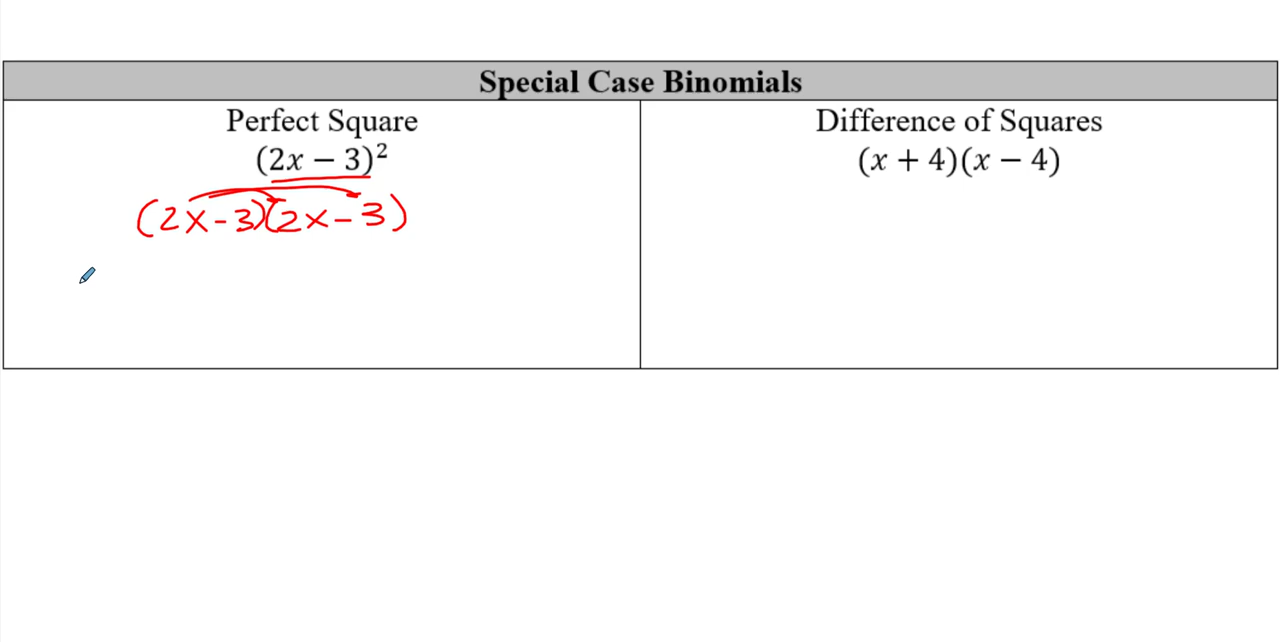 Special Case Binomials
Perfect Square
(2x − 3)²
(2x-3)(2x-3)
Difference of Squares
(x + 4)(x − 4)